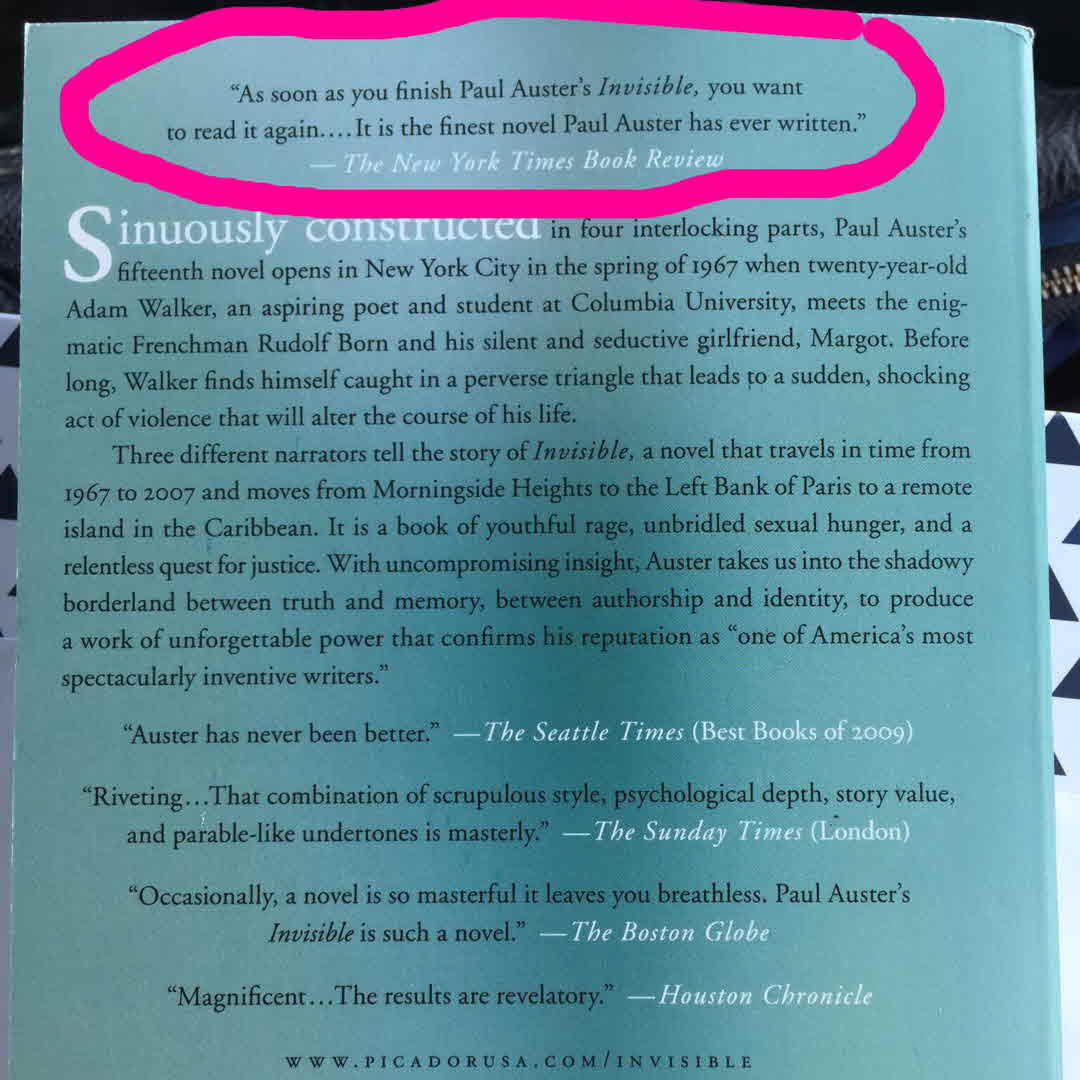 “As soon as you finish Paul Auster’s Invisible, you want
to read it again....It is the finest novel Paul Auster has ever written.”
— The New York Times Book Review
Sinuously constructed in four interlocking parts, Paul Auster’s
fifteenth novel opens in New York City in the spring of 1967 when twenty-year-old
Adam Walker, an aspiring poet and student at Columbia University, meets the enig-
matic Frenchman Rudolf Born and his silent and seductive girlfriend, Margot. Before
long, Walker finds himself caught in a perverse triangle that leads to a sudden, shocking
act of violence that will alter the course of his life.
Three different narrators tell the story of Invisible, a novel that travels in time from
1967 to 2007 and moves from Morningside Heights to the Left Bank of Paris to a remote
island in the Caribbean. It is a book of youthful rage, unbridled sexual hunger, and a
relentless quest for justice. With uncompromising insight, Auster takes us into the shadowy
borderland between truth and memory, between authorship and identity, to produce
a work of unforgettable power that confirms his reputation as “one of America’s most
spectacularly inventive writers.”
“Auster has never been better.” —The Seattle Times (Best Books of 2009)
“Riveting...That combination of scrupulous style, psychological depth, story value,
and parable-like undertones is masterly.” —The Sunday Times (London)
“Occasionally, a novel is so masterful it leaves you breathless. Paul Auster’s
Invisible is such a novel.” —The Boston Globe
“Magnificent...The results are revelatory.” —Houston Chronicle
WWW.PICADORUSA.COM/INVISIBLE